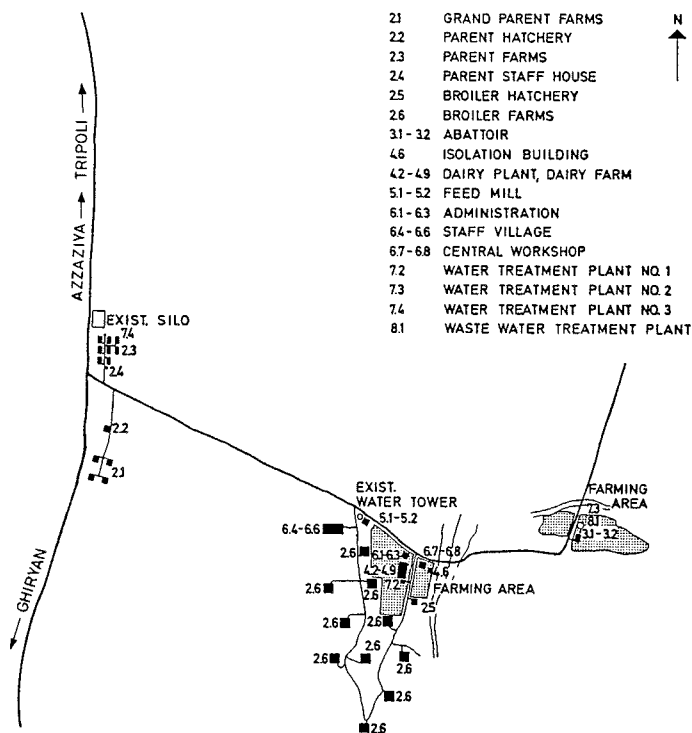 2.1 GRAND PARENT FARMS
2.2 PARENT HATCHERY
2.3 PARENT FARMS
2.4 PARENT STAFF HOUSE
2.5 BROILER HATCHERY
2.6 BROILER FARMS
3.1-3.2 ABATTOIR
4.6 ISOLATION BUILDING
4.2-4.9 DAIRY PLANT, DAIRY FARM
5.1-5.2 FEED MILL
6.1-6.3 ADMINISTRATION
6.4-6.6 STAFF VILLAGE
6.7-6.8 CENTRAL WORKSHOP
7.2 WATER TREATMENT PLANT NO. 1
7.3 WATER TREATMENT PLANT NO. 2
7.4 WATER TREATMENT PLANT NO. 3
8.1 WASTE WATER TREATMENT PLANT
N
AZZAZIYA → TRIPOLI →
EXIST. SILO
7.4
2.3
2.4
2.2
2.1
← GHIRYAN
EXIST.
WATER TOWER
5.1-5.2
6.4-6.6
2.6
6.1-6.3
6.7-6.8
4.2-4.9
4.6
7.2
FARMING AREA
2.6
2.6
2.5
2.6
2.6
2.6
2.6
2.6
2.6
2.6
FARMING
AREA
7.3
8.1
3.1-3.2